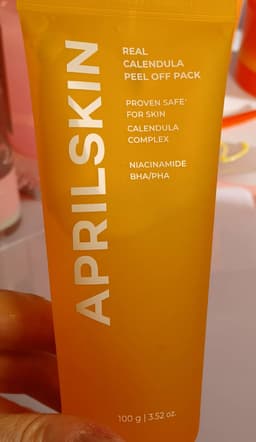 APRILSKIN
REAL
CALENDULA
PEEL OFF PACK
PROVEN SAFE*
FOR SKIN
CALENDULA
COMPLEX
NIACINAMIDE
BHA/PHA
100 g | 3.52 oz.